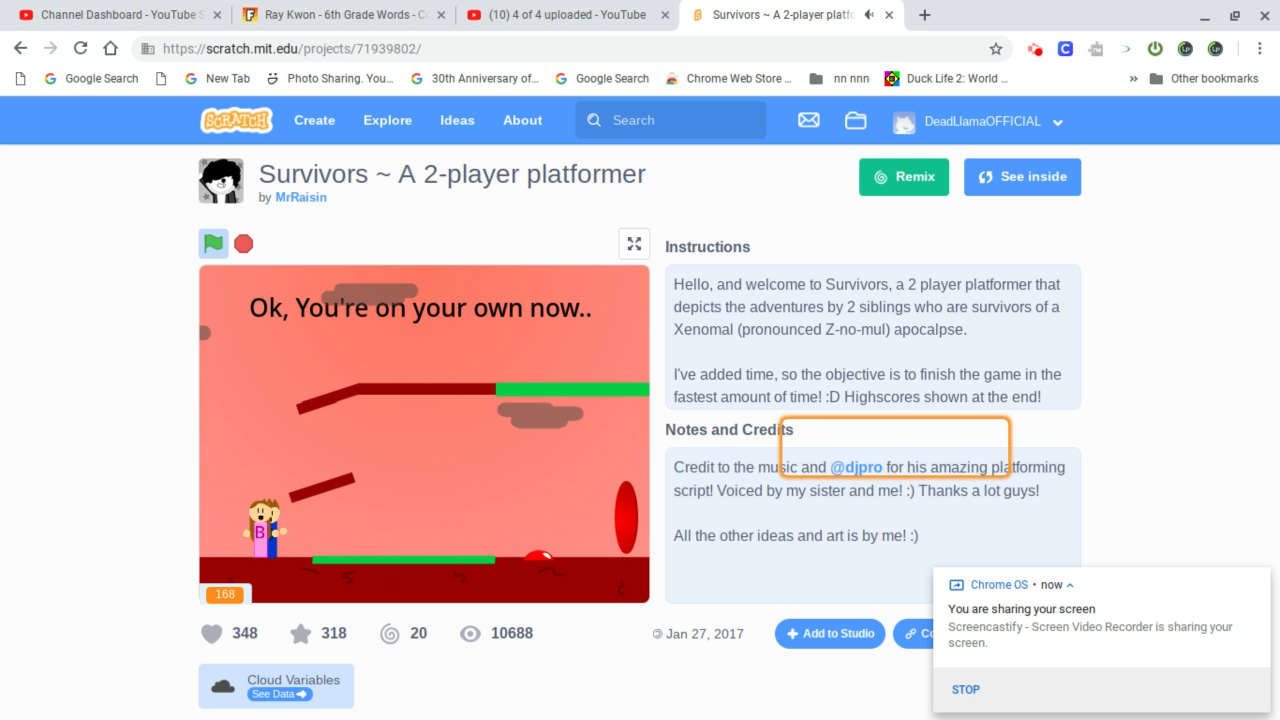 Channel Dashboard - YouTube S
Ray Kwon - 6th Grade Words - Co
(10) 4 of 4 uploaded - YouTube
Survivors ~ A 2-player platfo
https://scratch.mit.edu/projects/71939802/
Google Search
New Tab
Photo Sharing. You...
30th Anniversary of...
Google Search
Chrome Web Store ...
nn nnn
Duck Life 2: World ...
»
Other bookmarks
SCRATCH
Create
Explore
Ideas
About
Search
DeadLlamaOFFICIAL
Survivors ~ A 2-player platformer
by MrRaisin
Remix
See inside
Ok, You're on your own now..
B
168
Instructions
Hello, and welcome to Survivors, a 2 player platformer that
depicts the adventures by 2 siblings who are survivors of a
Xenomal (pronounced Z-no-mul) apocalpse.
I've added time, so the objective is to finish the game in the
fastest amount of time! :D Highscores shown at the end!
Notes and Credits
Credit to the music and @djpro for his amazing platforming
script! Voiced by my sister and me! :) Thanks a lot guys!
All the other ideas and art is by me! :)
348
318
20
10688
© Jan 27, 2017
Add to Studio
Co
Cloud Variables
See Data
Chrome OS • now
You are sharing your screen
Screencastify - Screen Video Recorder is sharing your
screen.
STOP